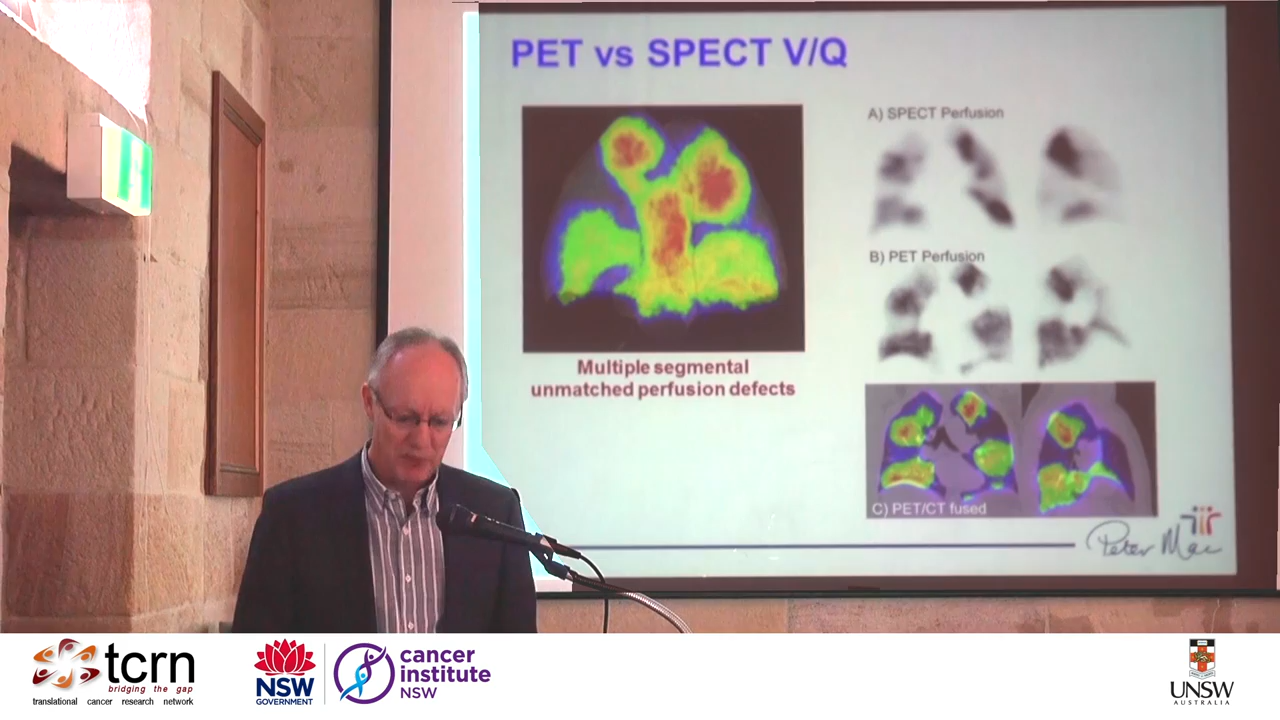 PET vs SPECT V/Q
A) SPECT Perfusion
B) PET Perfusion
Multiple segmental
unmatched perfusion defects
C) PET/CT fused
Peter Mac
tcrn
bridging the gap
translational cancer research network
NSW
GOVERNMENT
cancer
institute
NSW
UNSW
AUSTRALIA